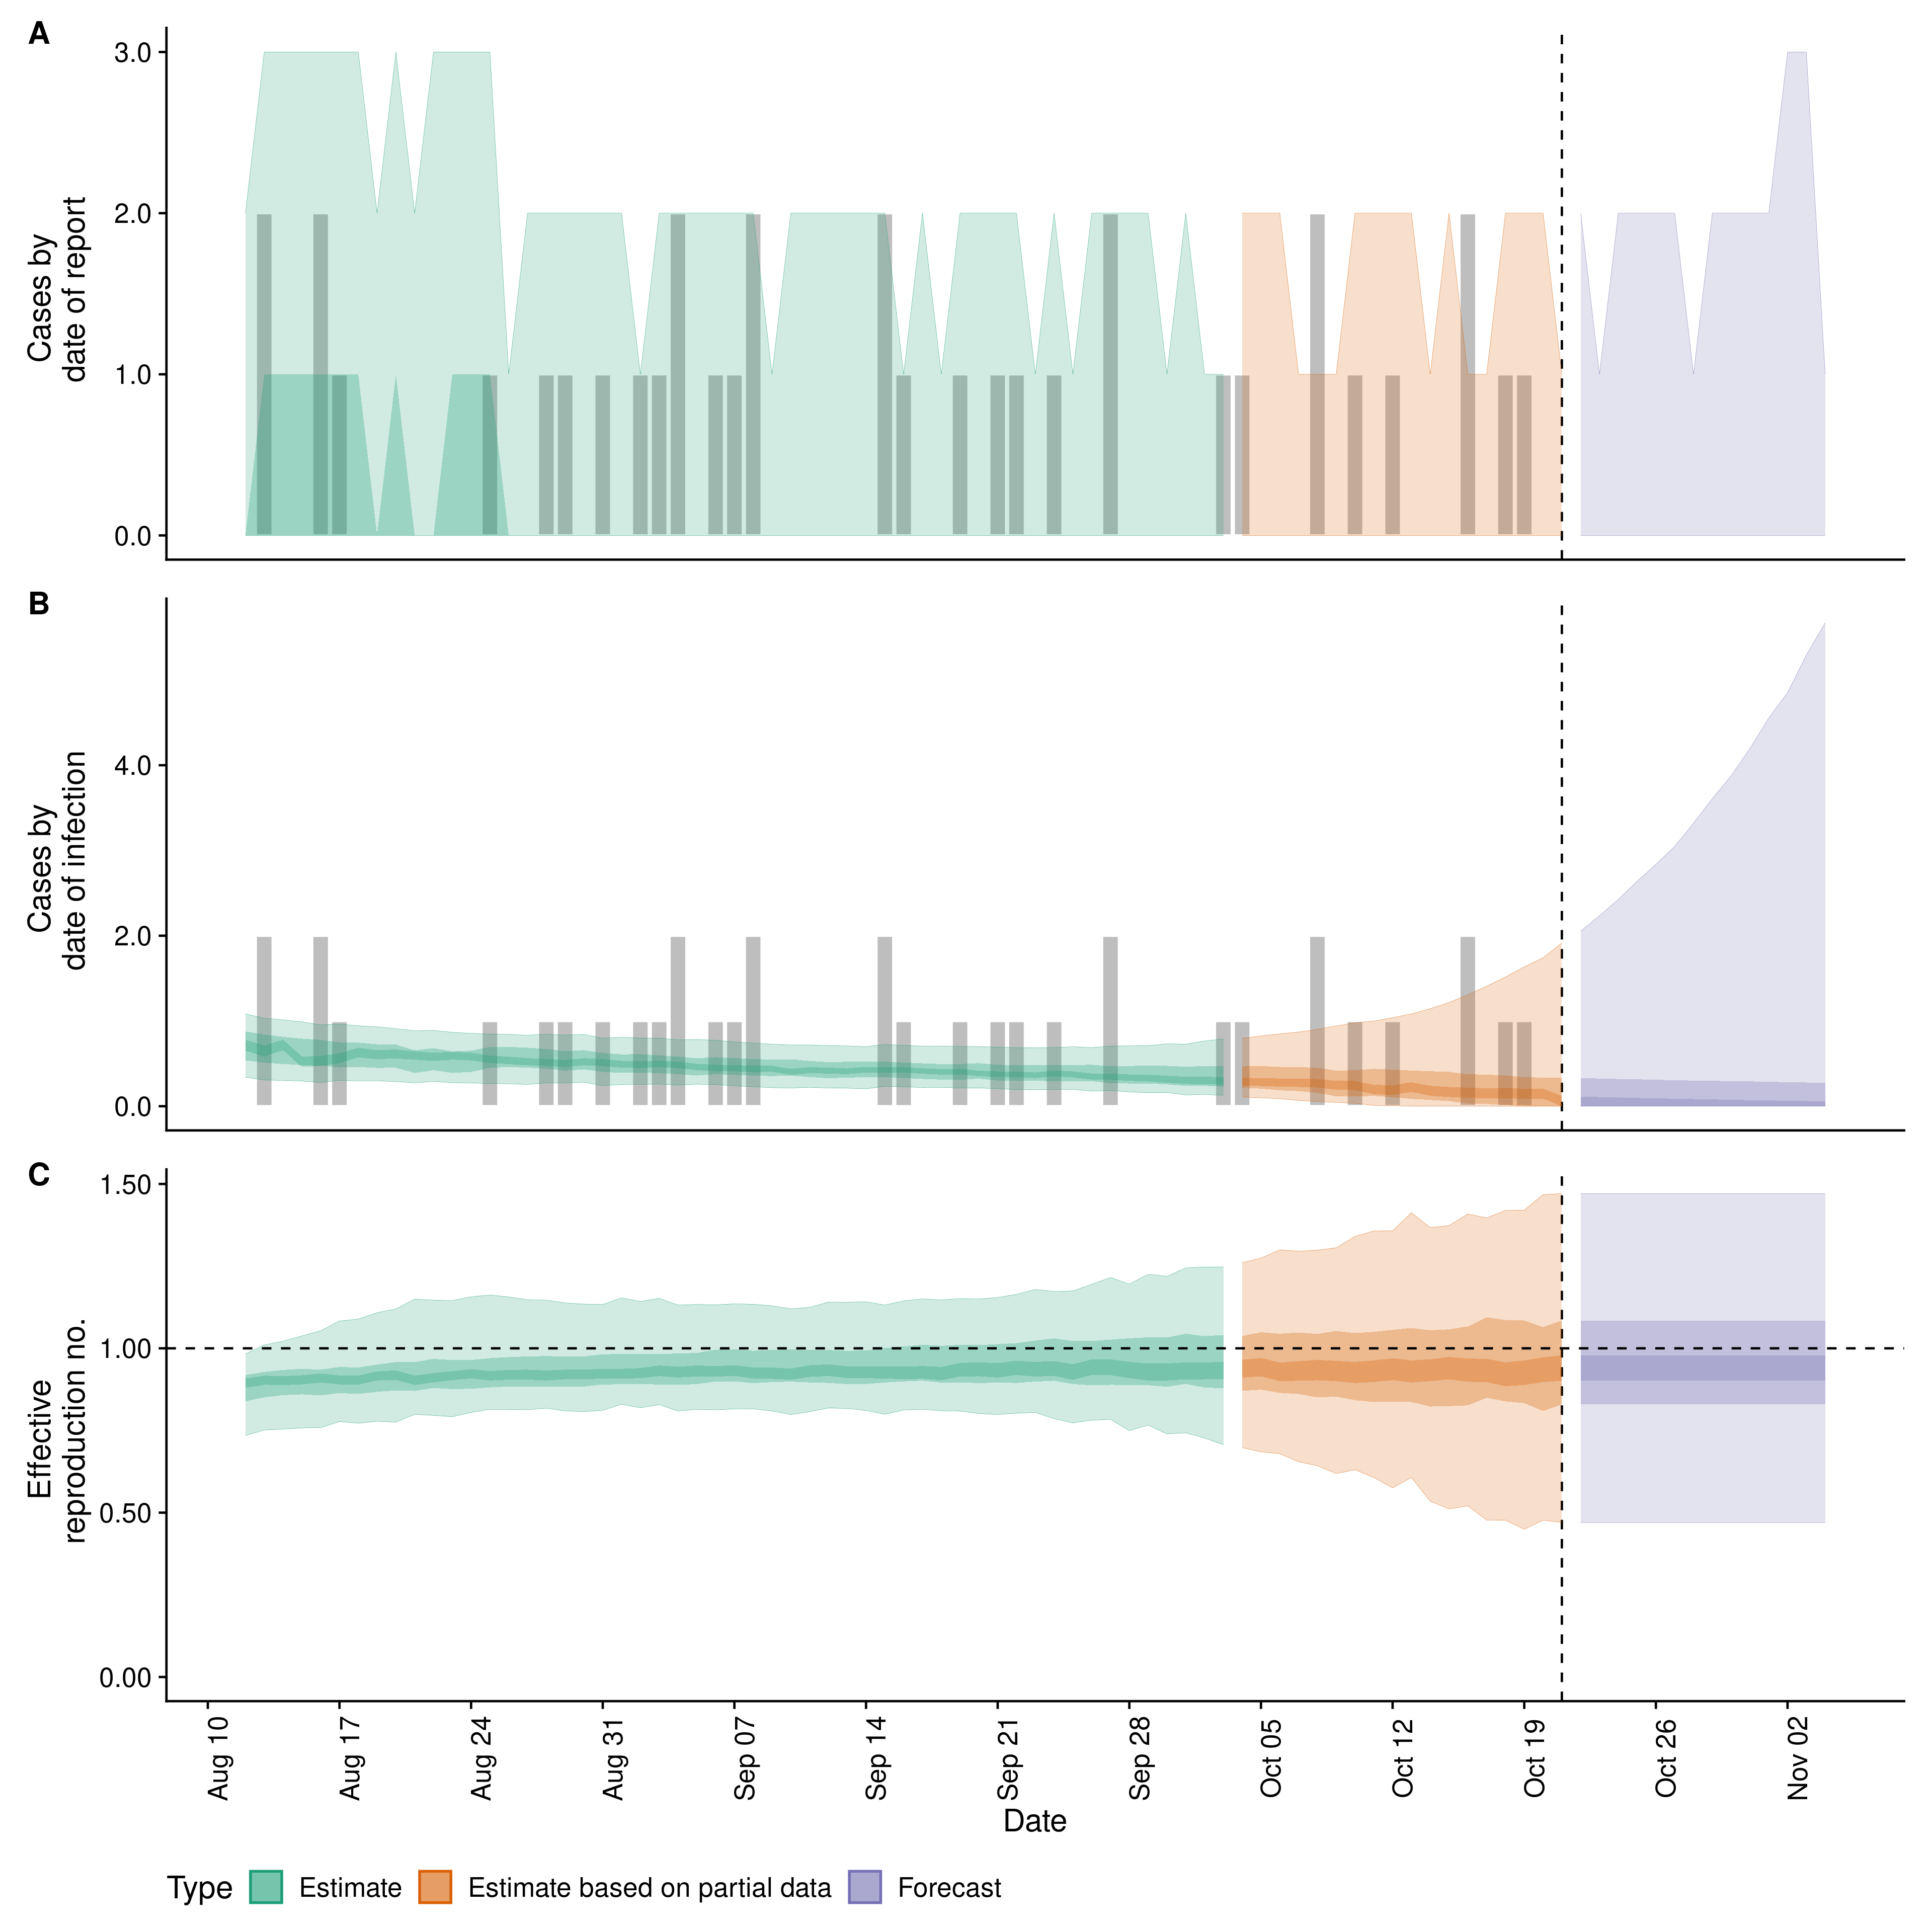 A
Cases by
date of report
3.0
2.0
1.0
0.0
B
Cases by
date of infection
4.0
2.0
0.0
C
Effective
reproduction no.
1.50
1.00
0.50
0.00
Aug 10
Aug 17
Aug 24
Aug 31
Sep 07
Sep 14
Sep 21
Sep 28
Oct 05
Oct 12
Oct 19
Oct 26
Nov 02
Date
Type Estimate Estimate based on partial data Forecast